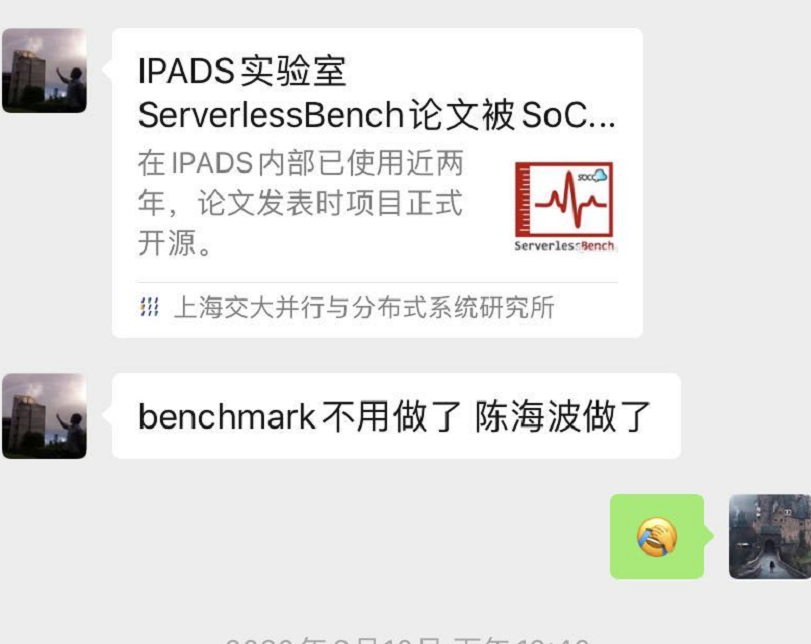 IPADS实验室
ServerlessBench论文被SoC...
在IPADS内部已使用近两
年，论文发表时项目正式
开源。
SOCC
ServerlessBench
上海交大并行与分布式系统研究所
benchmark不用做了 陈海波做了